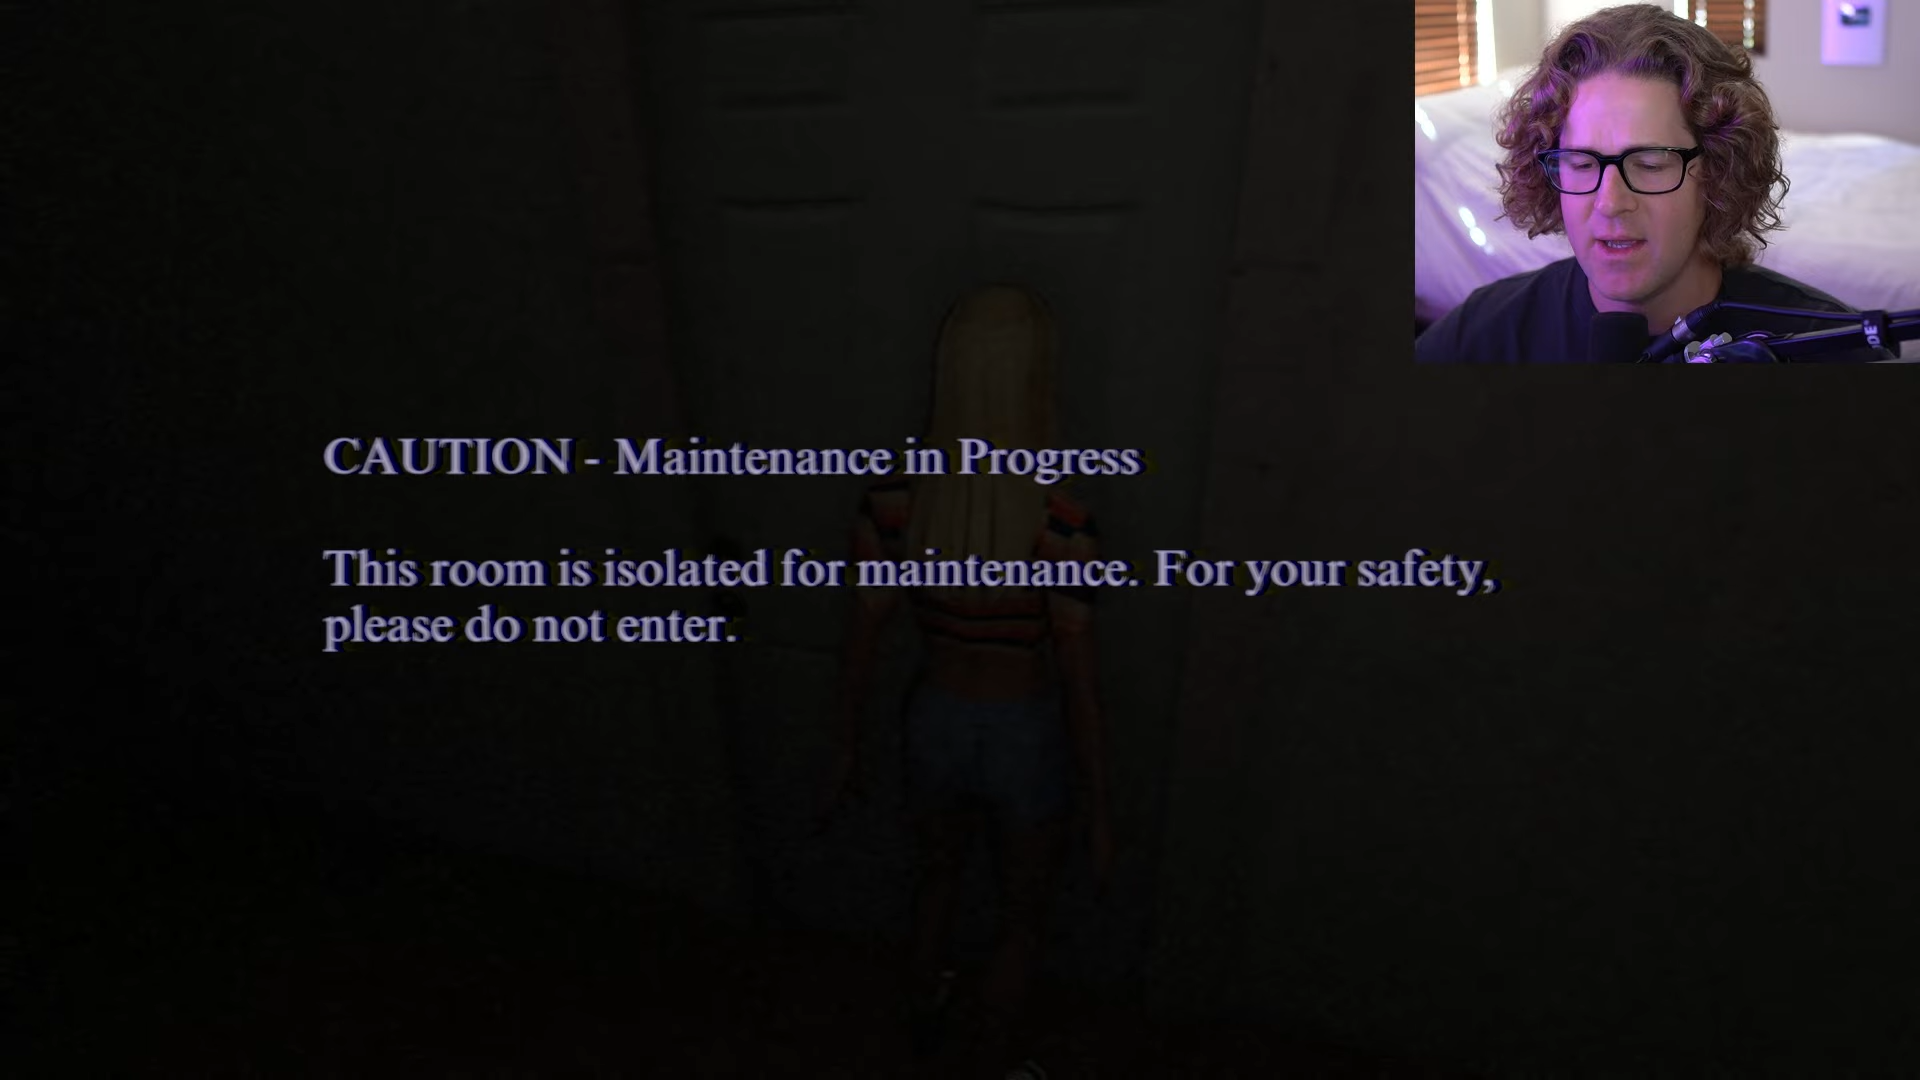 CAUTION - Maintenance in Progress
This room is isolated for maintenance. For your safety,
please do not enter.